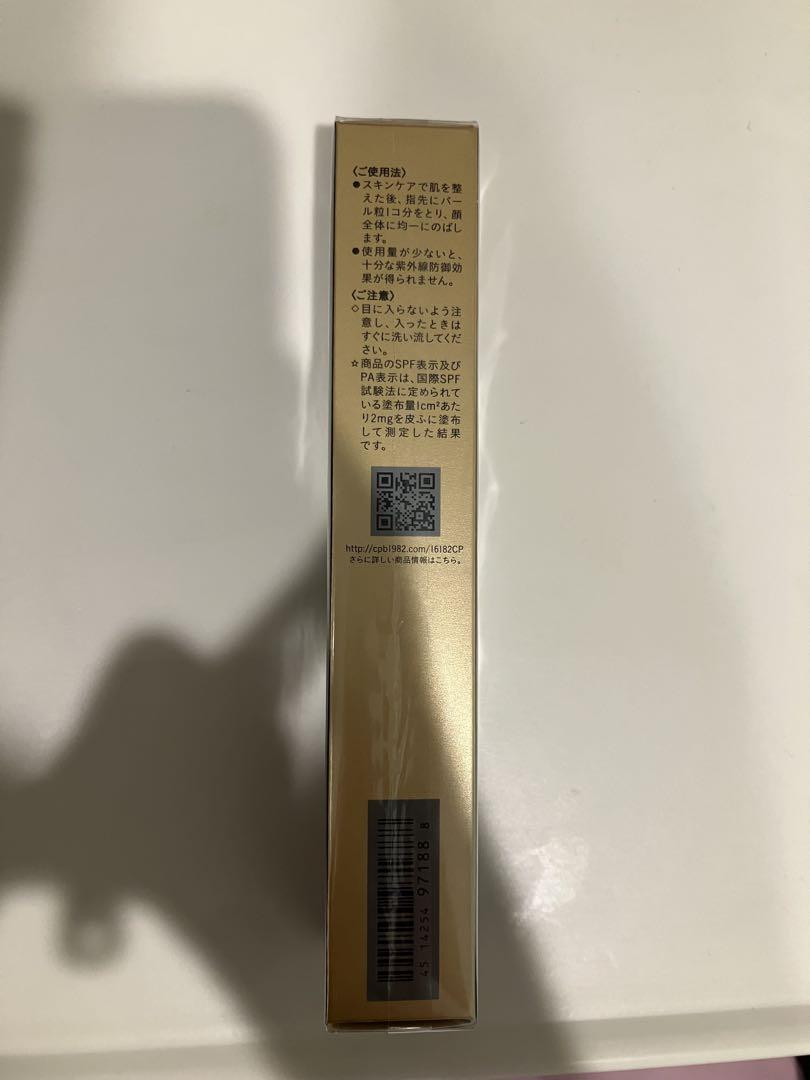 〈ご使用法〉
●スキンケアで肌を整
えた後、指先にパー
ル粒1コ分をとり、顔
全体に均一にのばし
ます。
●使用量が少ないと、
十分な紫外線防御効
果が得られません。
〈ご注意〉
◇目に入らないよう注
意し、入ったときは
すぐに洗い流してくだ
さい。
☆商品のSPF表示及び
PA表示は、国際SPF
試験法に定められて
いる塗布量1cm²あた
り2mgを皮ふに塗布
して測定した結果
です。
http://cpb1982.com/16182CP
さらに詳しい商品情報はこちら。
45 14254 97188 8